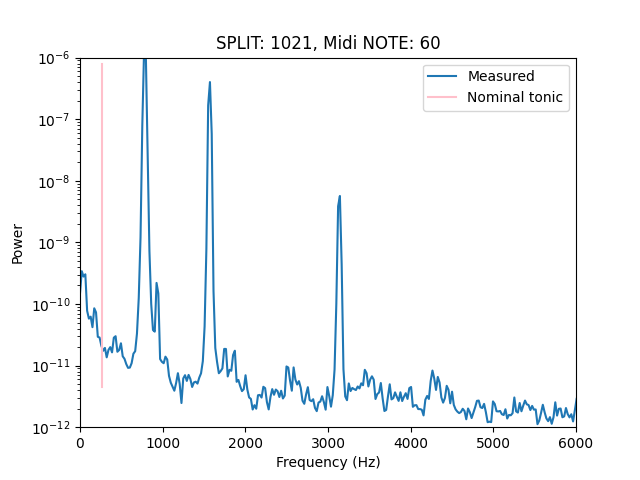 SPLIT: 1021, Midi NOTE: 60
Measured
Nominal tonic
10⁻⁶
10⁻⁷
10⁻⁸
10⁻⁹
10⁻¹⁰
10⁻¹¹
10⁻¹²
Power
0 1000 2000 3000 4000 5000 6000
Frequency (Hz)